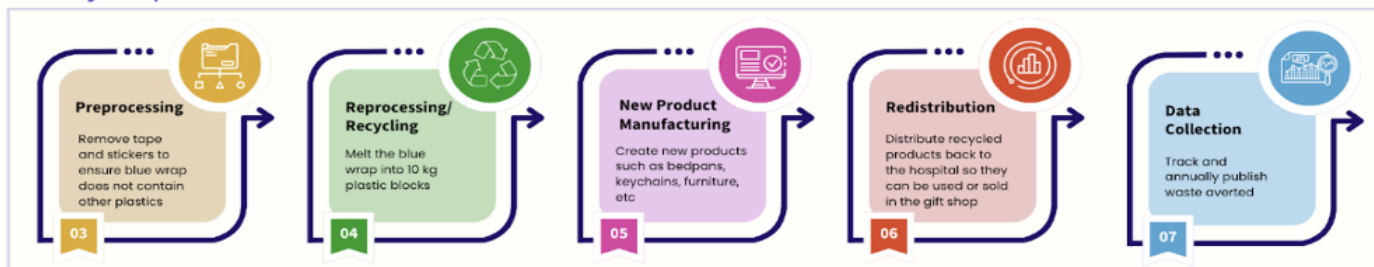 Preprocessing
Remove tape
and stickers to
ensure blue wrap
does not contain
other plastics
03
Reprocessing/
Recycling
Melt the blue
wrap into 10 kg
plastic blocks
04
New Product
Manufacturing
Create new products
such as bedpans,
keychains, furniture,
etc
05
Redistribution
Distribute recycled
products back to
the hospital so they
can be used or sold
in the gift shop
06
Data
Collection
Track and
annually publish
waste averted
07